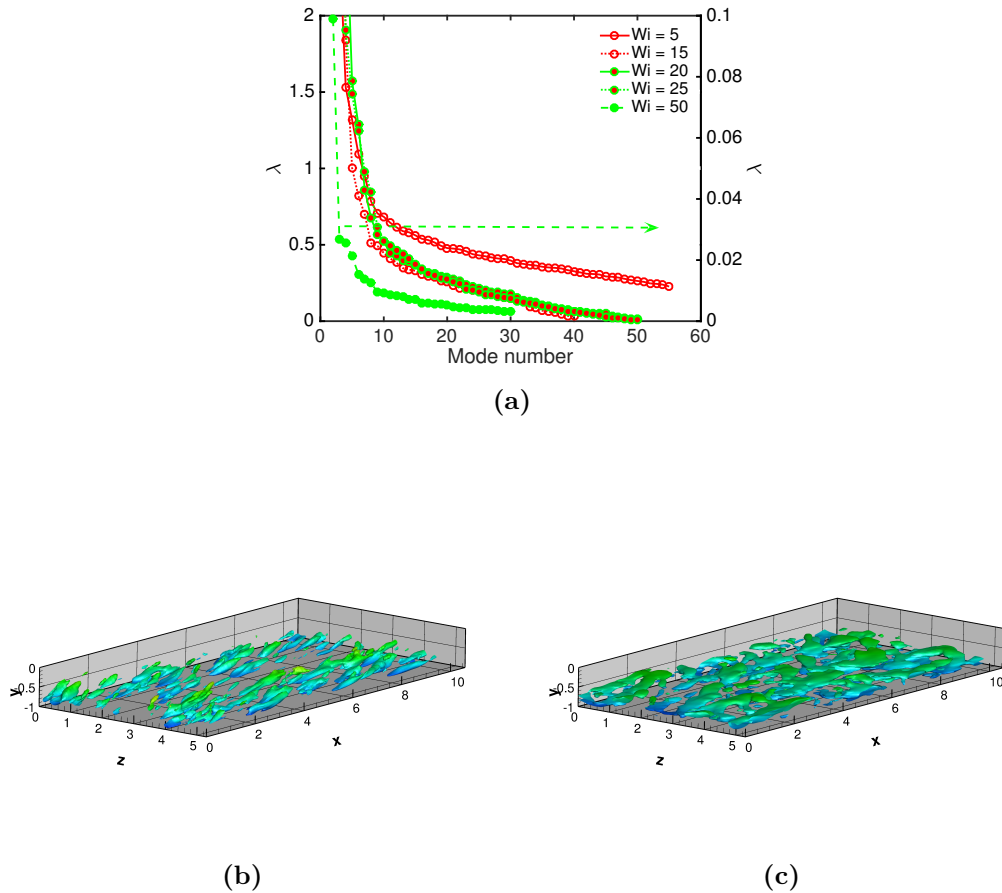 2
1.5
1
0.5
0
λ
0.1
0.08
0.06
0.04
0.02
0
λ
Wi = 5
Wi = 15
Wi = 20
Wi = 25
Wi = 50
0 10 20 30 40 50 60
Mode number
(a)
0
0.5
-1
y
0 1 2 3 4 5
z
0 2 4 6 8 10
x
0
0.5
-1
y
0 1 2 3 4 5
z
0 2 4 6 8 10
x
(b)
(c)